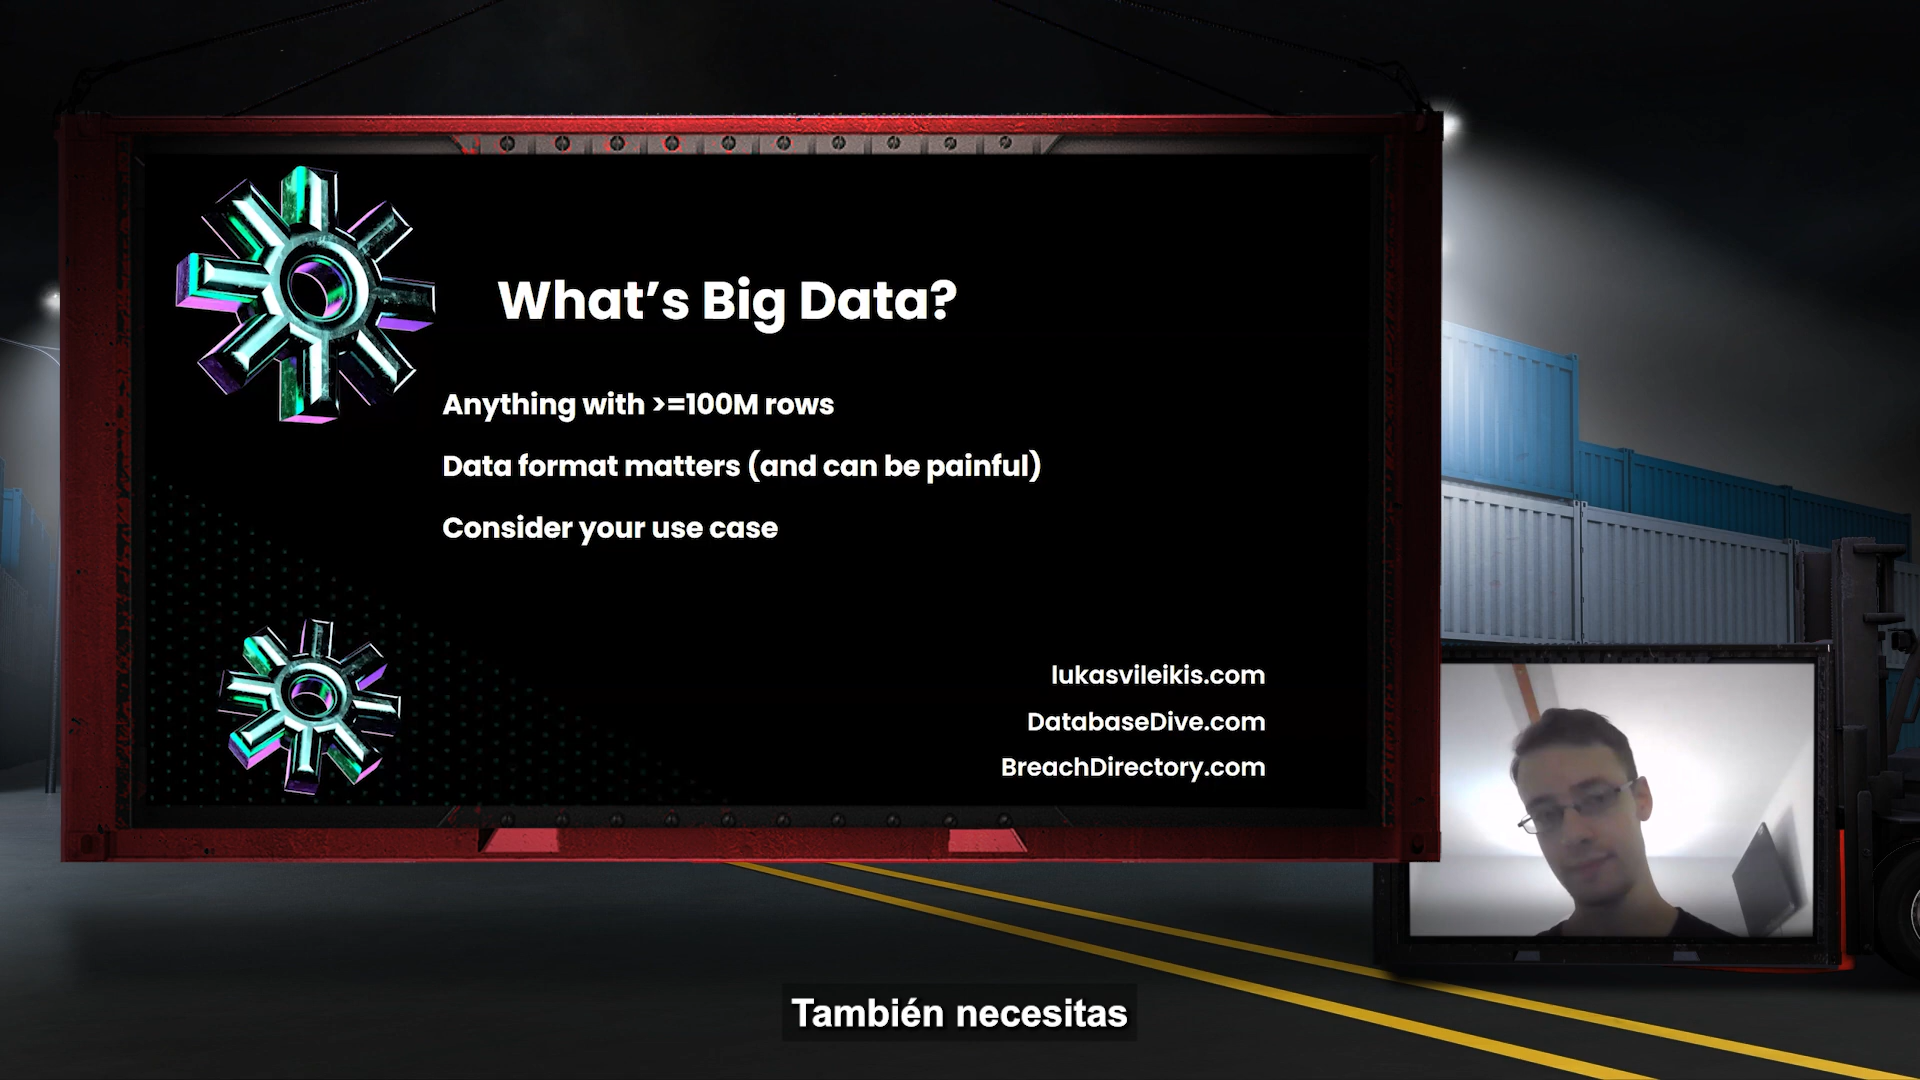 What’s Big Data?
Anything with >=100M rows
Data format matters (and can be painful)
Consider your use case
lukasvileikis.com
DatabaseDive.com
BreachDirectory.com
También necesitas